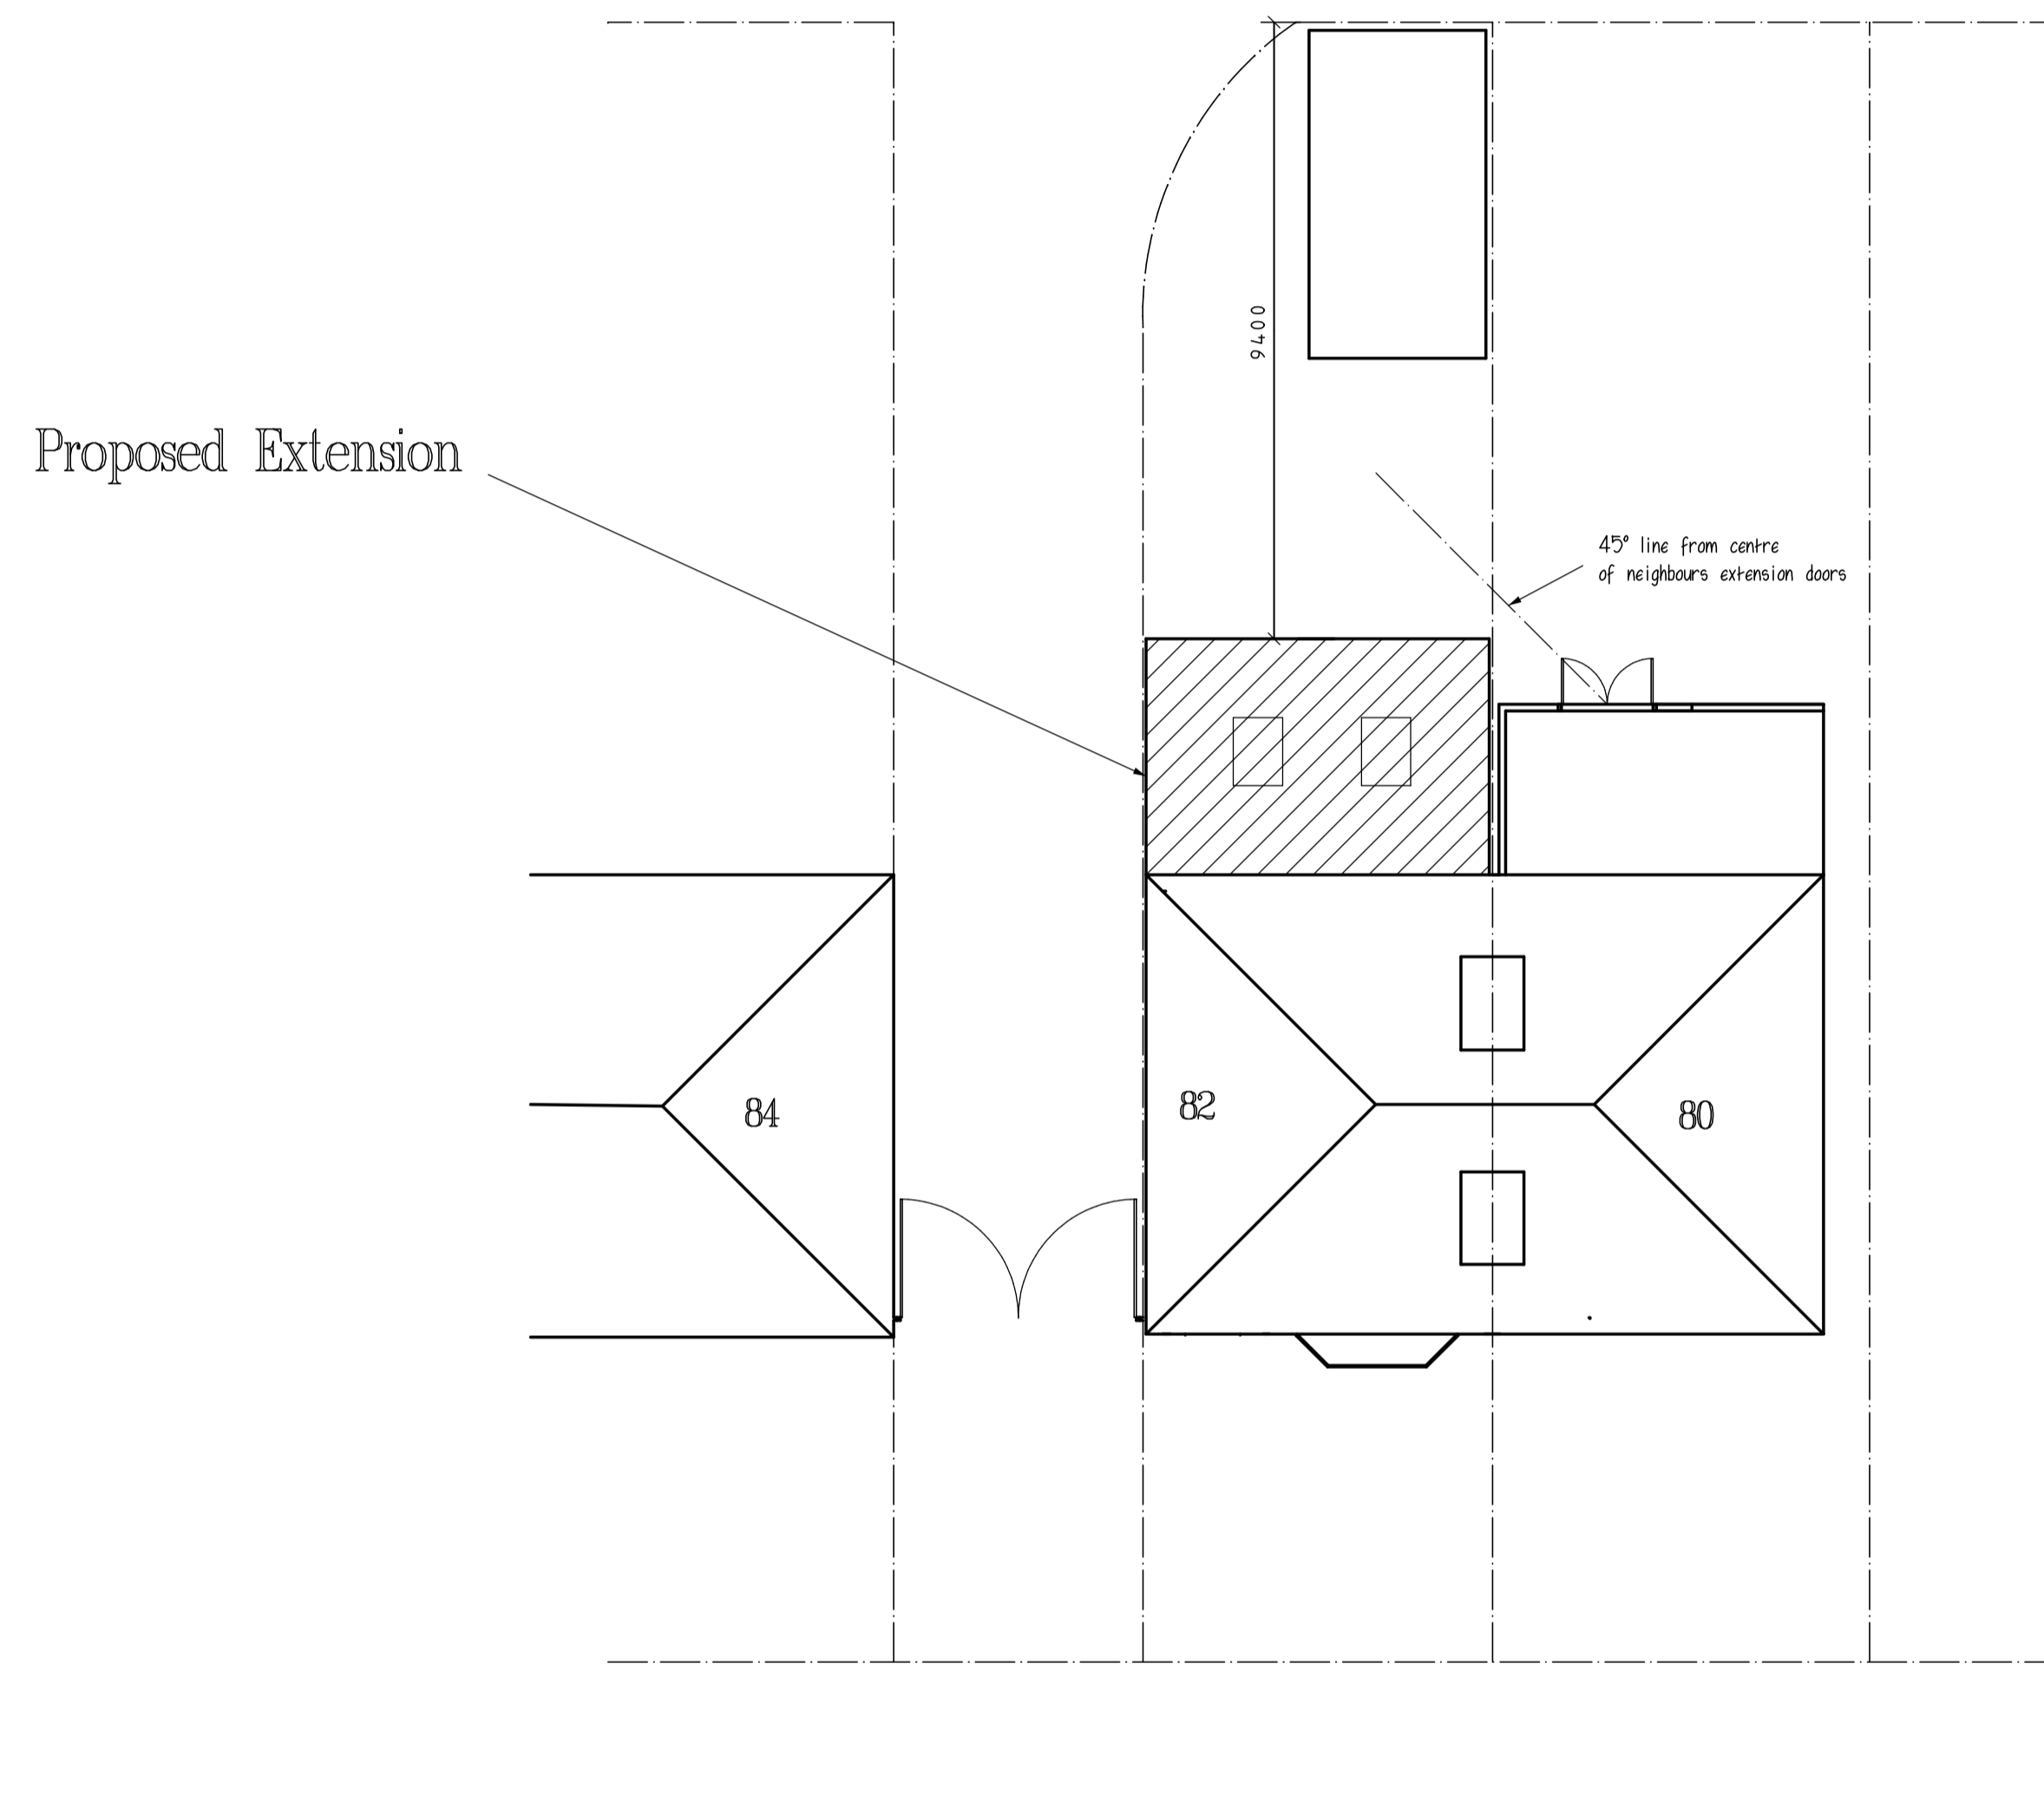 9400
Proposed Extension
45° line from centre
of neighbours extension doors
84
82
80